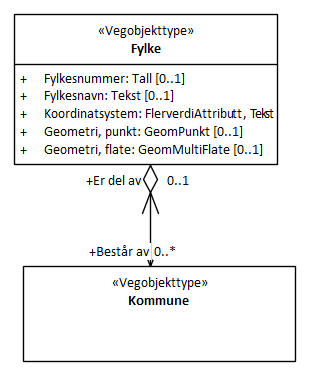 «Vegobjekttype»
Fylke
+ Fylkesnummer: Tall [0..1]
+ Fylkesnavn: Tekst [0..1]
+ Koordinatsystem: FlerverdiAttributt, Tekst
+ Geometri, punkt: GeomPunkt [0..1]
+ Geometri, flate: GeomMultiFlate [0..1]
+Er del av 0..1
+Består av 0..*
«Vegobjekttype»
Kommune